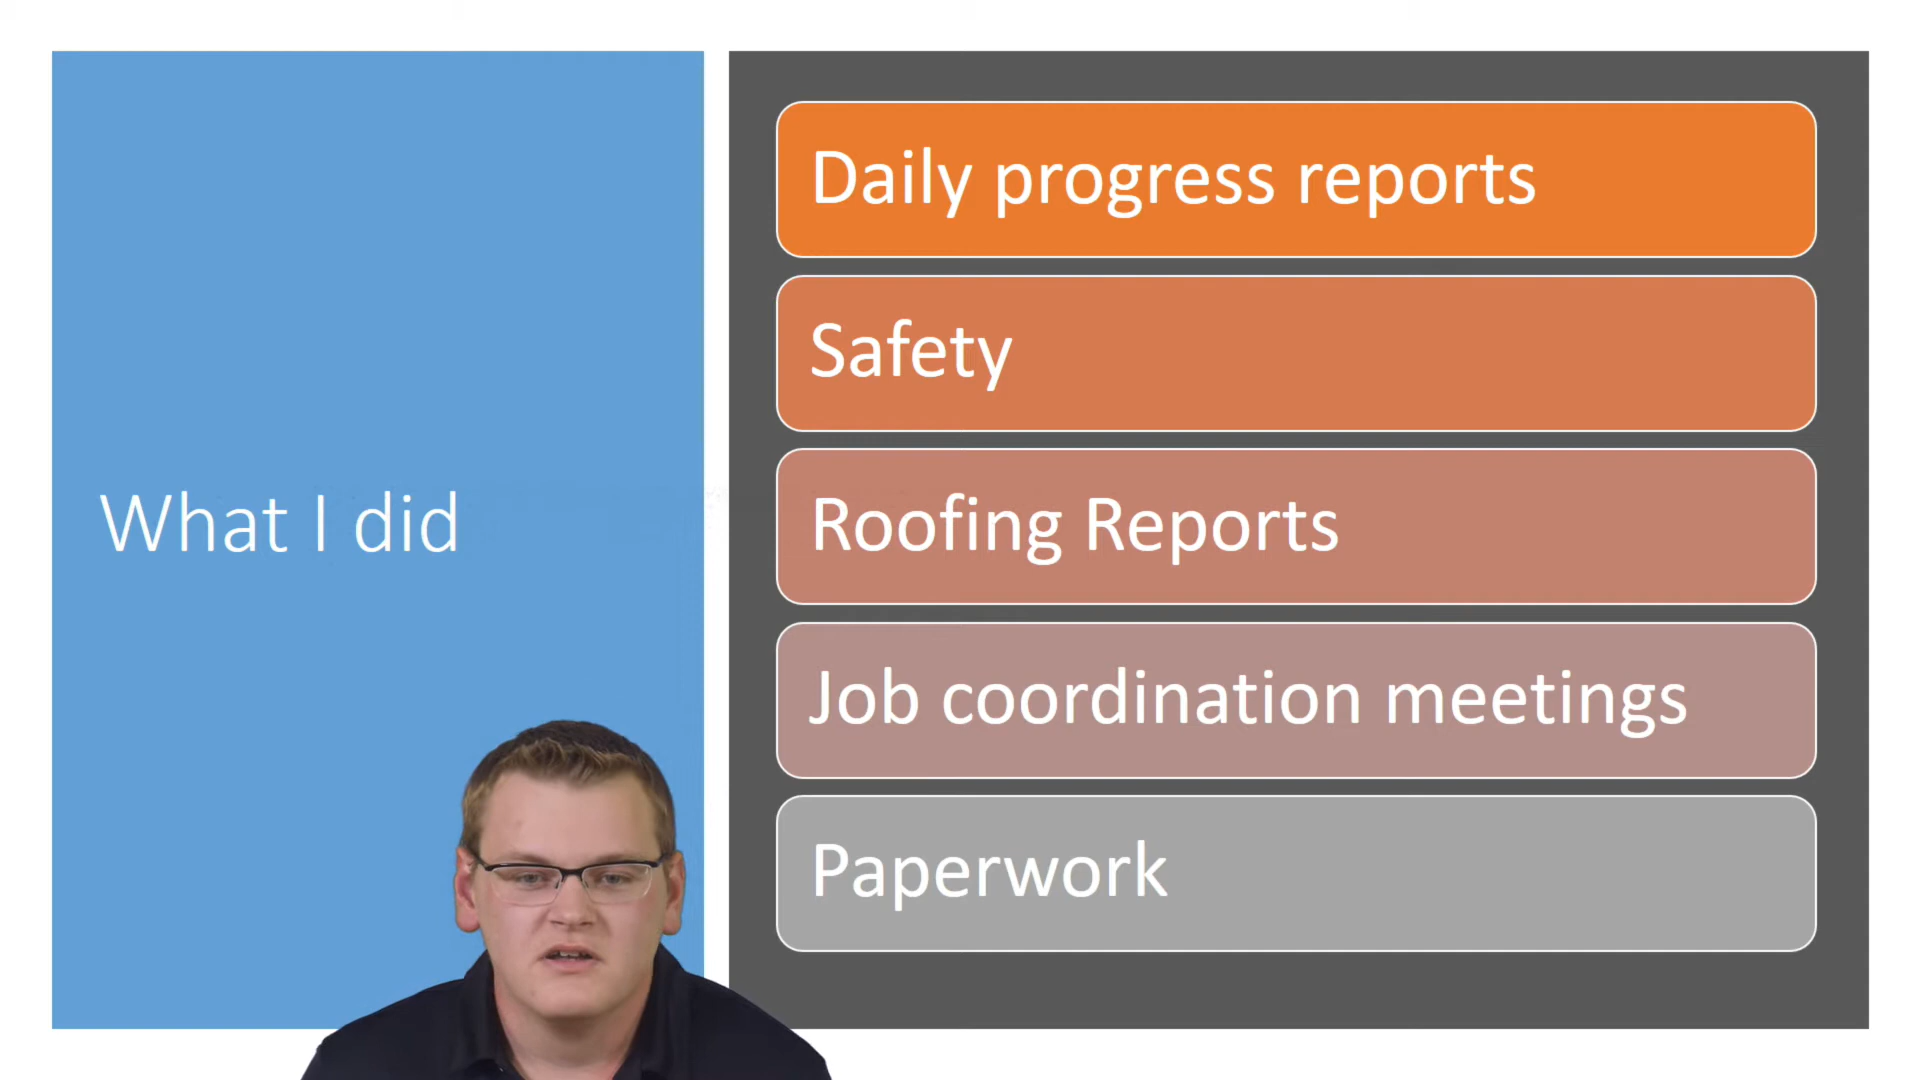 What I did
Daily progress reports
Safety
Roofing Reports
Job coordination meetings
Paperwork